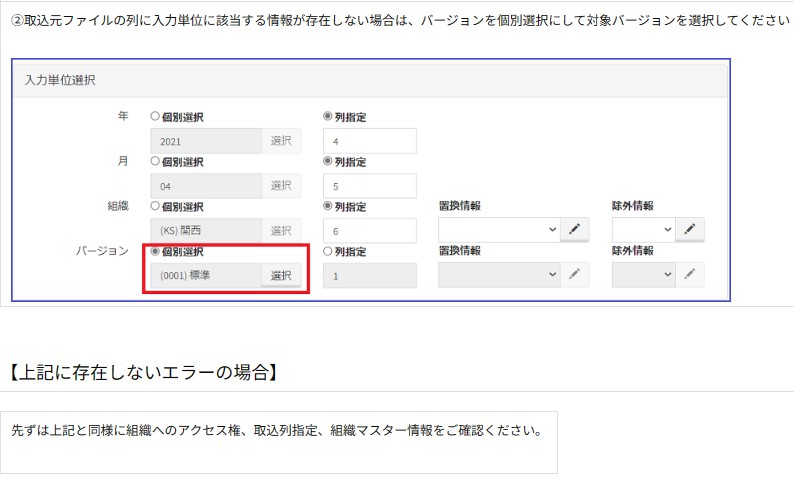 ②取込元ファイルの列に入力単位に該当する情報が存在しない場合は、バージョンを個別選択にして対象バージョンを選択してください
入力単位選択
年 個別選択 列指定
2021 選択 4
月 個別選択 列指定
04 選択 5
組織 個別選択 列指定 置換情報 除外情報
(KS) 関西 選択 6
バージョン 個別選択 列指定 置換情報 除外情報
(0001) 標準 選択 1
【上記に存在しないエラーの場合】
先ずは上記と同様に組織へのアクセス権、取込列指定、組織マスター情報をご確認ください。